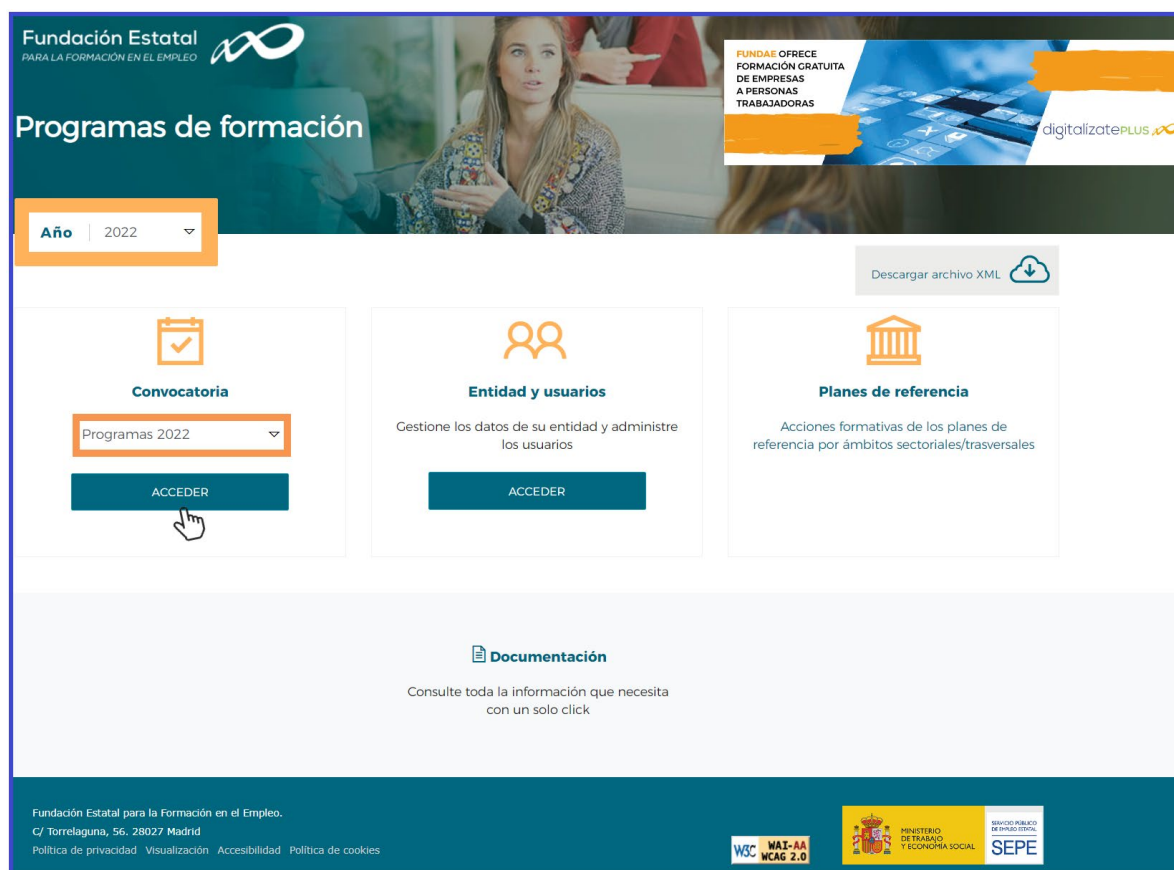 Fundación Estatal
PARA LA FORMACIÓN EN EL EMPLEO
Programas de formación
FUNDAE OFRECE
FORMACIÓN GRATUITA
DE EMPRESAS
A PERSONAS
TRABAJADORAS
digitalízatePLUS
Año 2022
Descargar archivo XML
Convocatoria
Programas 2022
ACCEDER
Entidad y usuarios
Gestione los datos de su entidad y administre
los usuarios
ACCEDER
Planes de referencia
Acciones formativas de los planes de
referencia por ámbitos sectoriales/trasversales
Documentación
Consulte toda la información que necesita
con un solo click
Fundación Estatal para la Formación en el Empleo.
C/ Torrelaguna, 56. 28027 Madrid
Política de privacidad Visualización Accesibilidad Política de cookies
W3C WAI-AA
WCAG 2.0
MINISTERIO
DE TRABAJO
Y ECONOMÍA SOCIAL
SERVICIO PÚBLICO
DE EMPLEO ESTATAL
SEPE